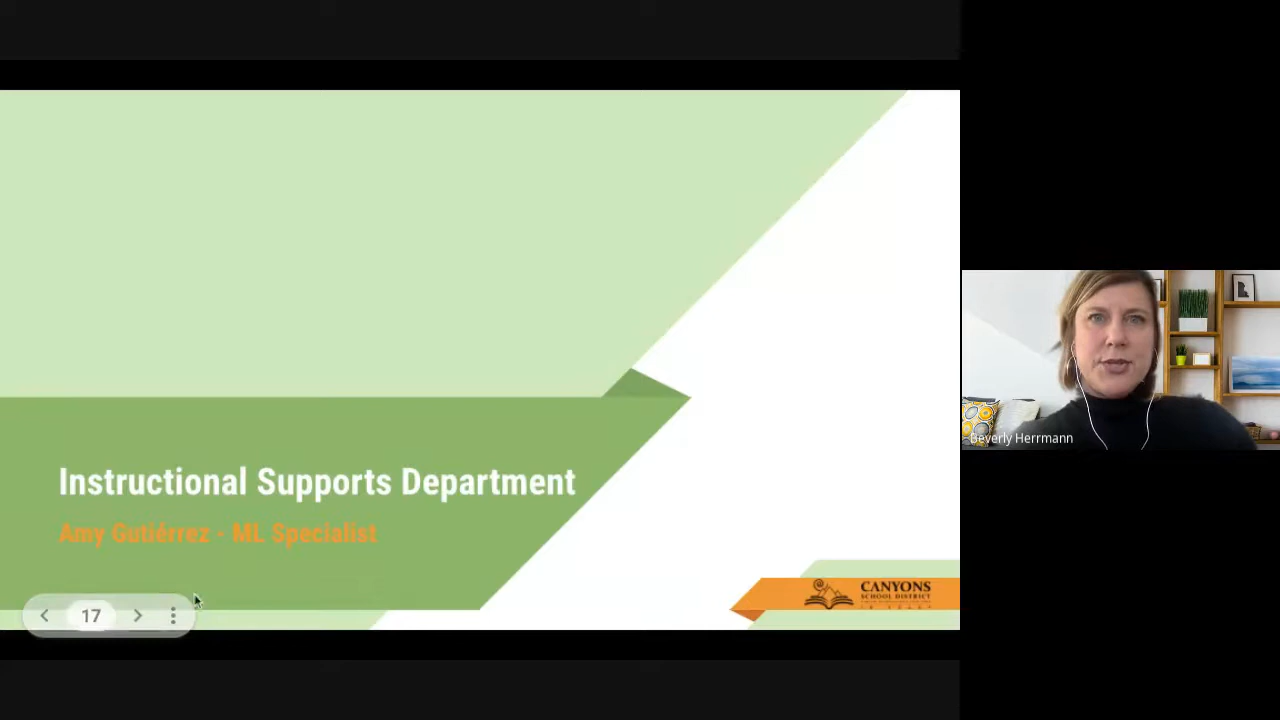 Instructional Supports Department
Amy Gutiérrez - ML Specialist
CANYONS
SCHOOL DISTRICT
17
Beverly Herrmann